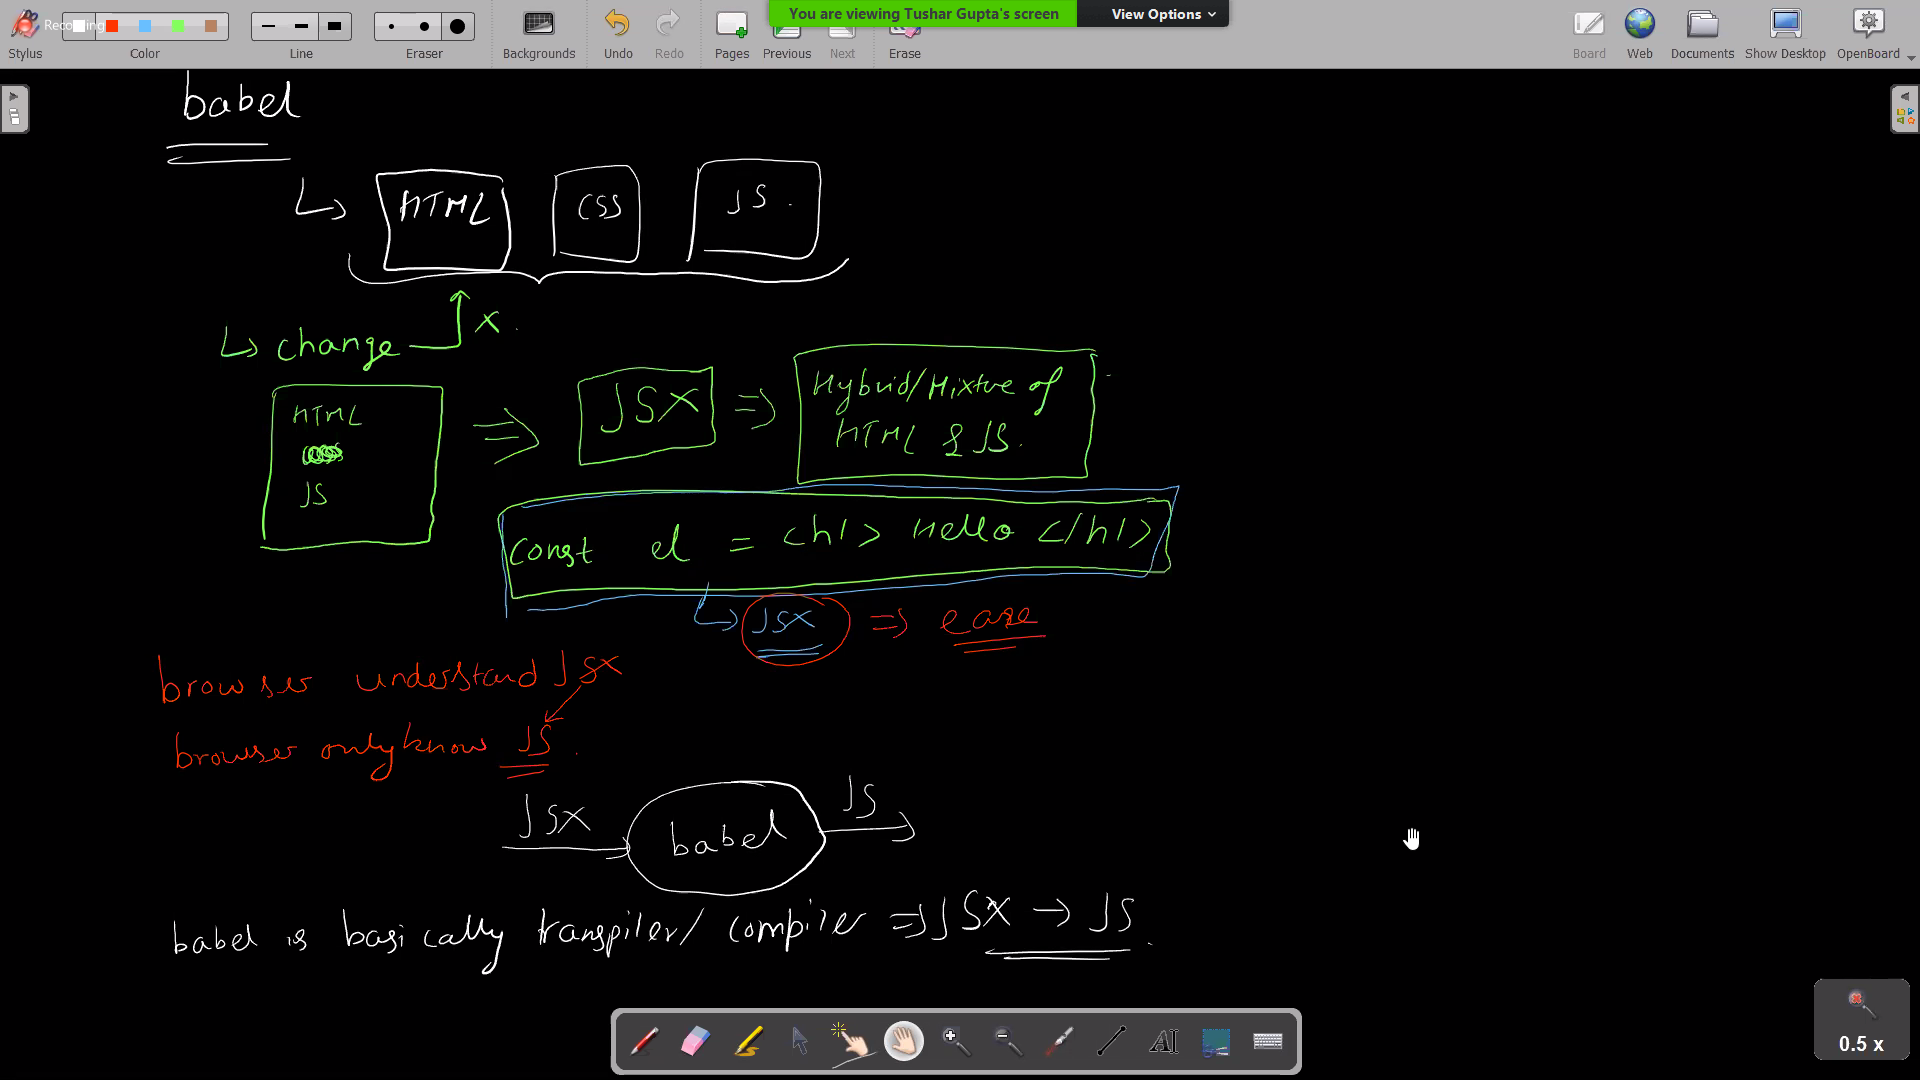 Recording
You are viewing Tushar Gupta's screen
View Options
Stylus Color Line Eraser Backgrounds Undo Redo Pages Previous Next Erase Board Web Documents Show Desktop OpenBoard
babel
HTML CSS JS.
change x.
HTML
JS
⇒ JSX ⇒ Hybrid/Mixture of
HTML & JS.
const el = <h1> Hello </h1>
JSX ⇒ ease
browser understand JSX
browser only know JS.
JSX babel JS
babel is basically transpiler/ compiler ⇒ JSX → JS.
0.5 x